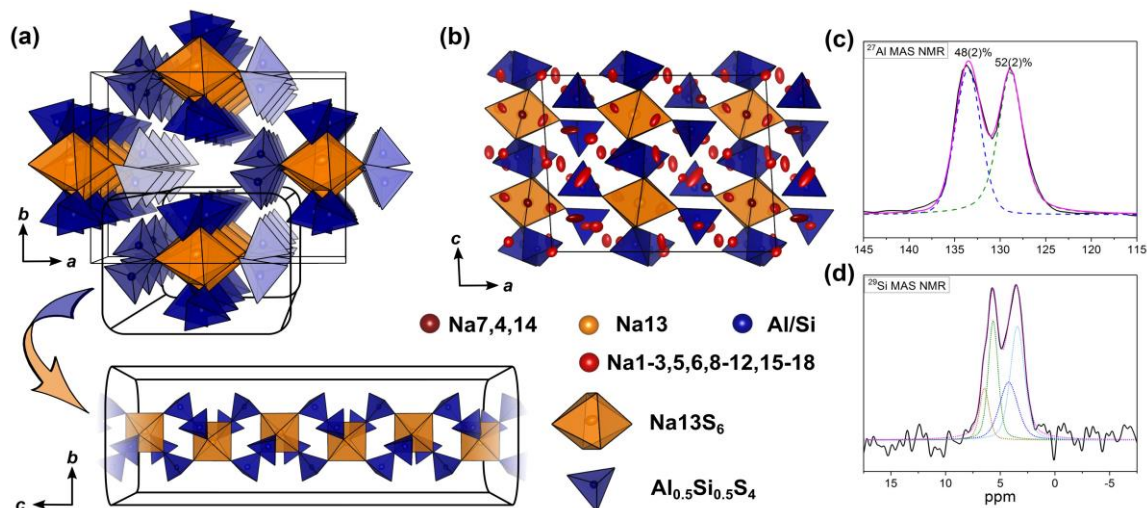 (a)
b
a
(b)
c
a
(c)
²⁷Al MAS NMR
48(2)%
52(2)%
145 140 135 130 125 120 115
(d)
²⁹Si MAS NMR
15 10 5 0 -5
ppm
Na7,4,14
Na13
Al/Si
Na1-3,5,6,8-12,15-18
Na13S₆
Al₀.₅Si₀.₅S₄
b
c